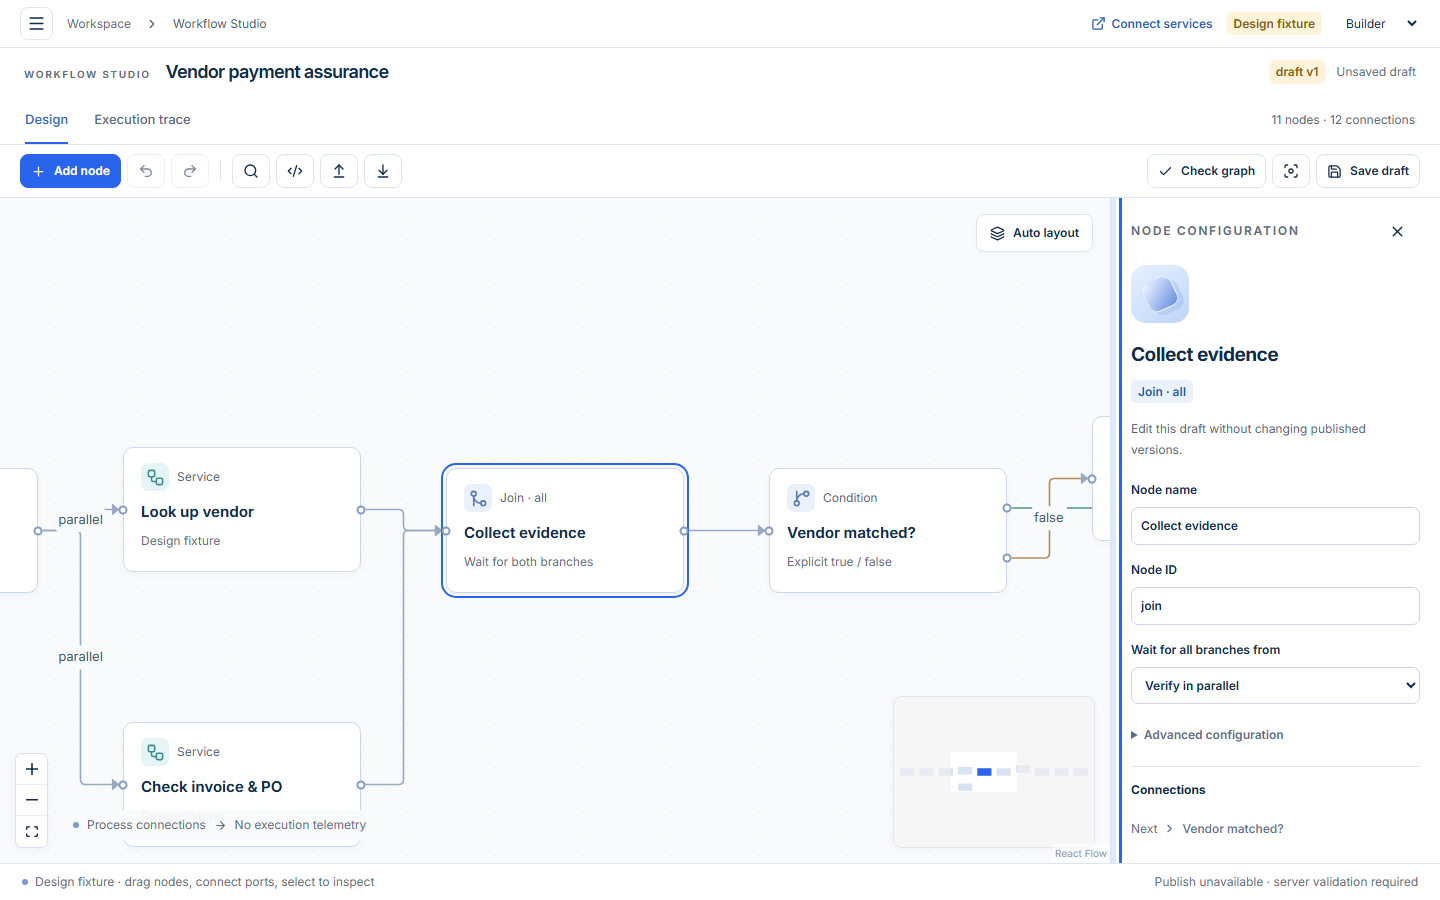 Workspace > Workflow Studio
Connect services
Design fixture
Builder
WORKFLOW STUDIO
Vendor payment assurance
draft v1
Unsaved draft
Design
Execution trace
11 nodes · 12 connections
Add node
Check graph
Save draft
Auto layout
NODE CONFIGURATION
Collect evidence
Join · all
Edit this draft without changing published
versions.
Node name
Collect evidence
Node ID
join
Wait for all branches from
Verify in parallel
Advanced configuration
Connections
Next > Vendor matched?
parallel
Service
Look up vendor
Design fixture
Join · all
Collect evidence
Wait for both branches
Condition
Vendor matched?
Explicit true / false
false
parallel
Service
Check invoice & PO
Design fixture
Process connections → No execution telemetry
React Flow
Design fixture · drag nodes, connect ports, select to inspect
Publish unavailable · server validation required